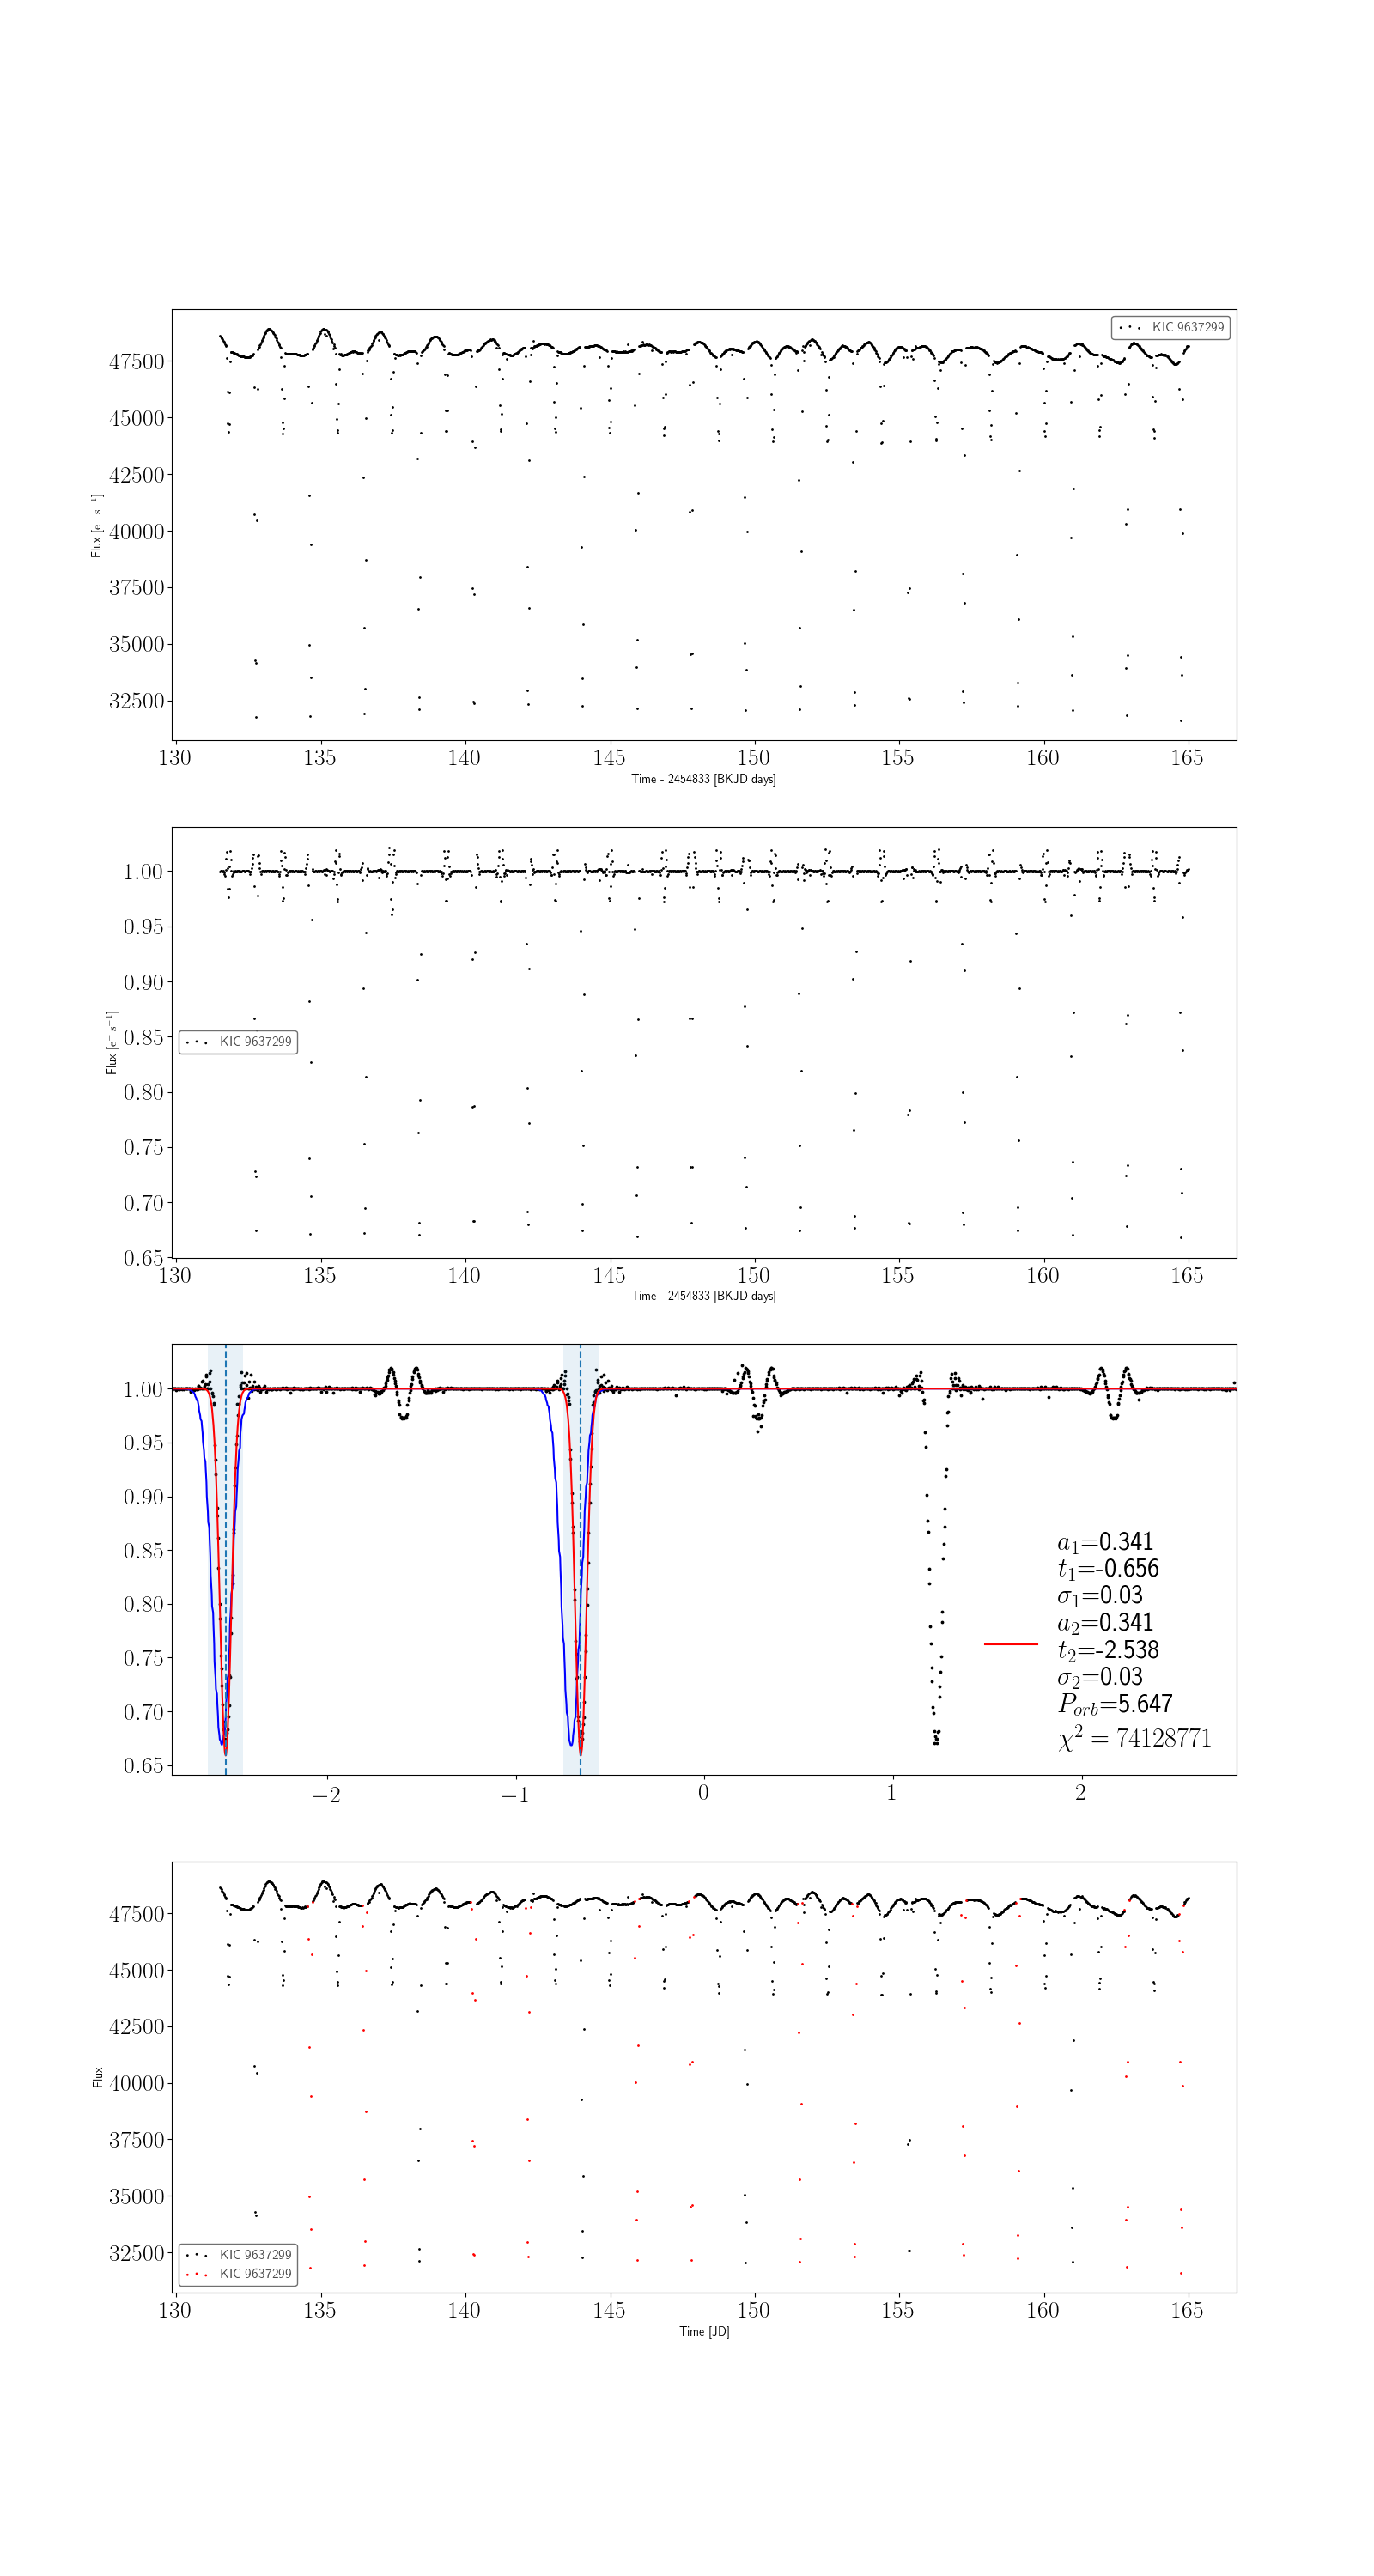 KIC 9637299
47500
45000
42500
40000
37500
35000
32500
Flux [e⁻ s⁻¹]
130 135 140 145 150 155 160 165
Time - 2454833 [BKJD days]
1.00
0.95
0.90
0.85
0.80
0.75
0.70
0.65
Flux [e⁻ s⁻¹]
KIC 9637299
130 135 140 145 150 155 160 165
Time - 2454833 [BKJD days]
1.00
0.95
0.90
0.85
0.80
0.75
0.70
0.65
a₁=0.341
t₁=-0.656
σ₁=0.03
a₂=0.341
t₂=-2.538
σ₂=0.03
P_orb=5.647
χ² = 74128771
−2 −1 0 1 2
47500
45000
42500
40000
37500
35000
32500
Flux
KIC 9637299
KIC 9637299
130 135 140 145 150 155 160 165
Time [JD]